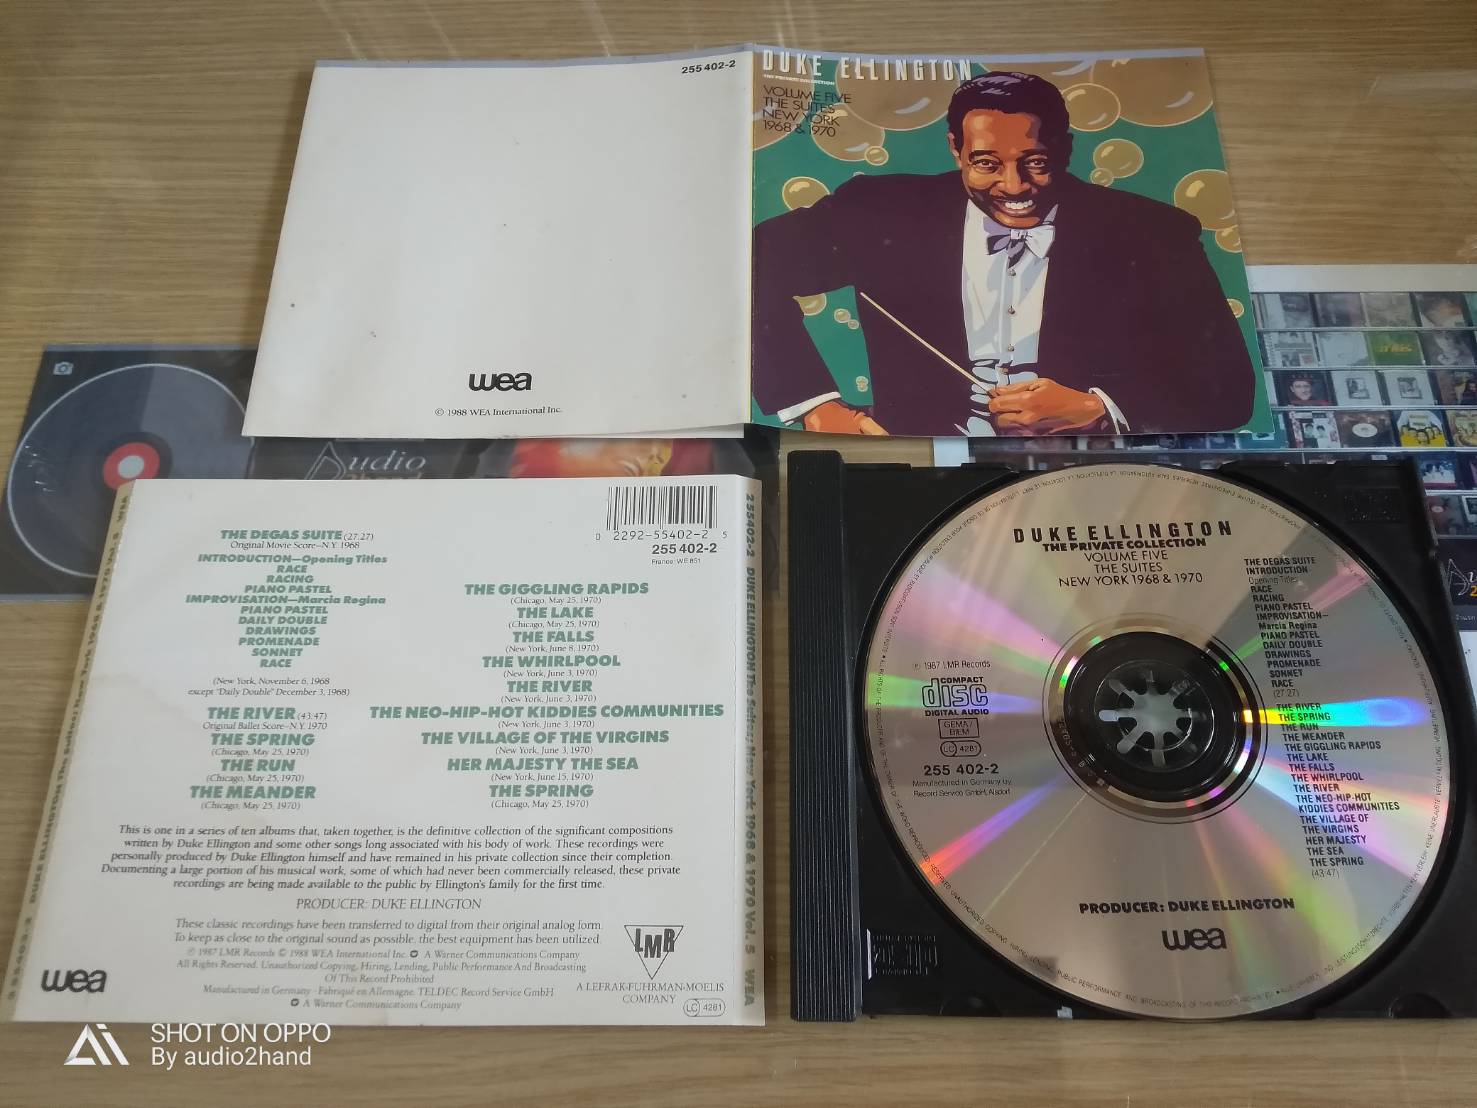 255 402-2
wea
© 1988 WEA International Inc.
DUKE ELLINGTON
THE PRIVATE COLLECTION
VOLUME FIVE
THE SUITES
NEW YORK
1968 & 1970
Audio
THE DEGAS SUITE (27:27)
Original Movie Score—N.Y. 1968
INTRODUCTION—Opening Titles
RACE
RACING
PIANO PASTEL
IMPROVISATION—Marcia Regina
PIANO PASTEL
DAILY DOUBLE
DRAWINGS
PROMENADE
SONNET
RACE
(New York, November 6, 1968
except "Daily Double" December 3, 1968)
THE RIVER (43:47)
Original Ballet Score—N.Y. 1970
THE SPRING
(Chicago, May 25, 1970)
THE RUN
(Chicago, May 25, 1970)
THE MEANDER
(Chicago, May 25, 1970)
0 2292-55402-2 5
255 402-2
France: WE 851
THE GIGGLING RAPIDS
(Chicago, May 25, 1970)
THE LAKE
(Chicago, May 25, 1970)
THE FALLS
(New York, June 8, 1970)
THE WHIRLPOOL
(New York, June 3, 1970)
THE RIVER
(New York, June 3, 1970)
THE NEO-HIP-HOT KIDDIES COMMUNITIES
(New York, June 3, 1970)
THE VILLAGE OF THE VIRGINS
(New York, June 3, 1970)
HER MAJESTY THE SEA
(New York, June 15, 1970)
THE SPRING
(Chicago, May 25, 1970)
This is one in a series of ten albums that, taken together, is the definitive collection of the significant compositions
written by Duke Ellington and some other songs long associated with his body of work. These recordings were
personally produced by Duke Ellington himself and have remained in his private collection since their completion.
Documenting a large portion of his musical work, some of which had never been commercially released, these private
recordings are being made available to the public by Ellington's family for the first time.
PRODUCER: DUKE ELLINGTON
These classic recordings have been transferred to digital from their original analog form.
To keep as close to the original sound as possible, the best equipment has been utilized.
℗ 1987 LMR Records © 1988 WEA International Inc. A Warner Communications Company
All Rights Reserved. Unauthorized Copying, Hiring, Lending, Public Performance And Broadcasting
Of This Record Prohibited
Manufactured in Germany · Fabriqué en Allemagne. TELDEC Record Service GmbH
A Warner Communications Company
wea
LMR
A LEFRAK-FUHRMAN-MOELIS
COMPANY
LC 4281
255402-2 DUKE ELLINGTON The Suites: New York 1968 & 1970 Vol. 5 WEA
255402-2 DUKE ELLINGTON The Suites: New York 1968 & 1970 Vol. 5 WEA
DUKE ELLINGTON
THE PRIVATE COLLECTION
VOLUME FIVE
THE SUITES
NEW YORK 1968 & 1970
THE DEGAS SUITE
INTRODUCTION
Opening Titles
RACE
RACING
PIANO PASTEL
IMPROVISATION—
Marcia Regina
PIANO PASTEL
DAILY DOUBLE
DRAWINGS
PROMENADE
SONNET
RACE
(27:27)
THE RIVER
THE SPRING
THE RUN
THE MEANDER
THE GIGGLING RAPIDS
THE LAKE
THE FALLS
THE WHIRLPOOL
THE RIVER
THE NEO-HIP-HOT
KIDDIES COMMUNITIES
THE VILLAGE OF
THE VIRGINS
HER MAJESTY
THE SEA
THE SPRING
(43:47)
℗ 1987 LMR Records
COMPACT
disc
DIGITAL AUDIO
GEMA/
BIEM
LC 4281
255 402-2
Manufactured in Germany by
Record Service GmbH, Alsdorf
PRODUCER: DUKE ELLINGTON
wea
SHOT ON OPPO
By audio2hand